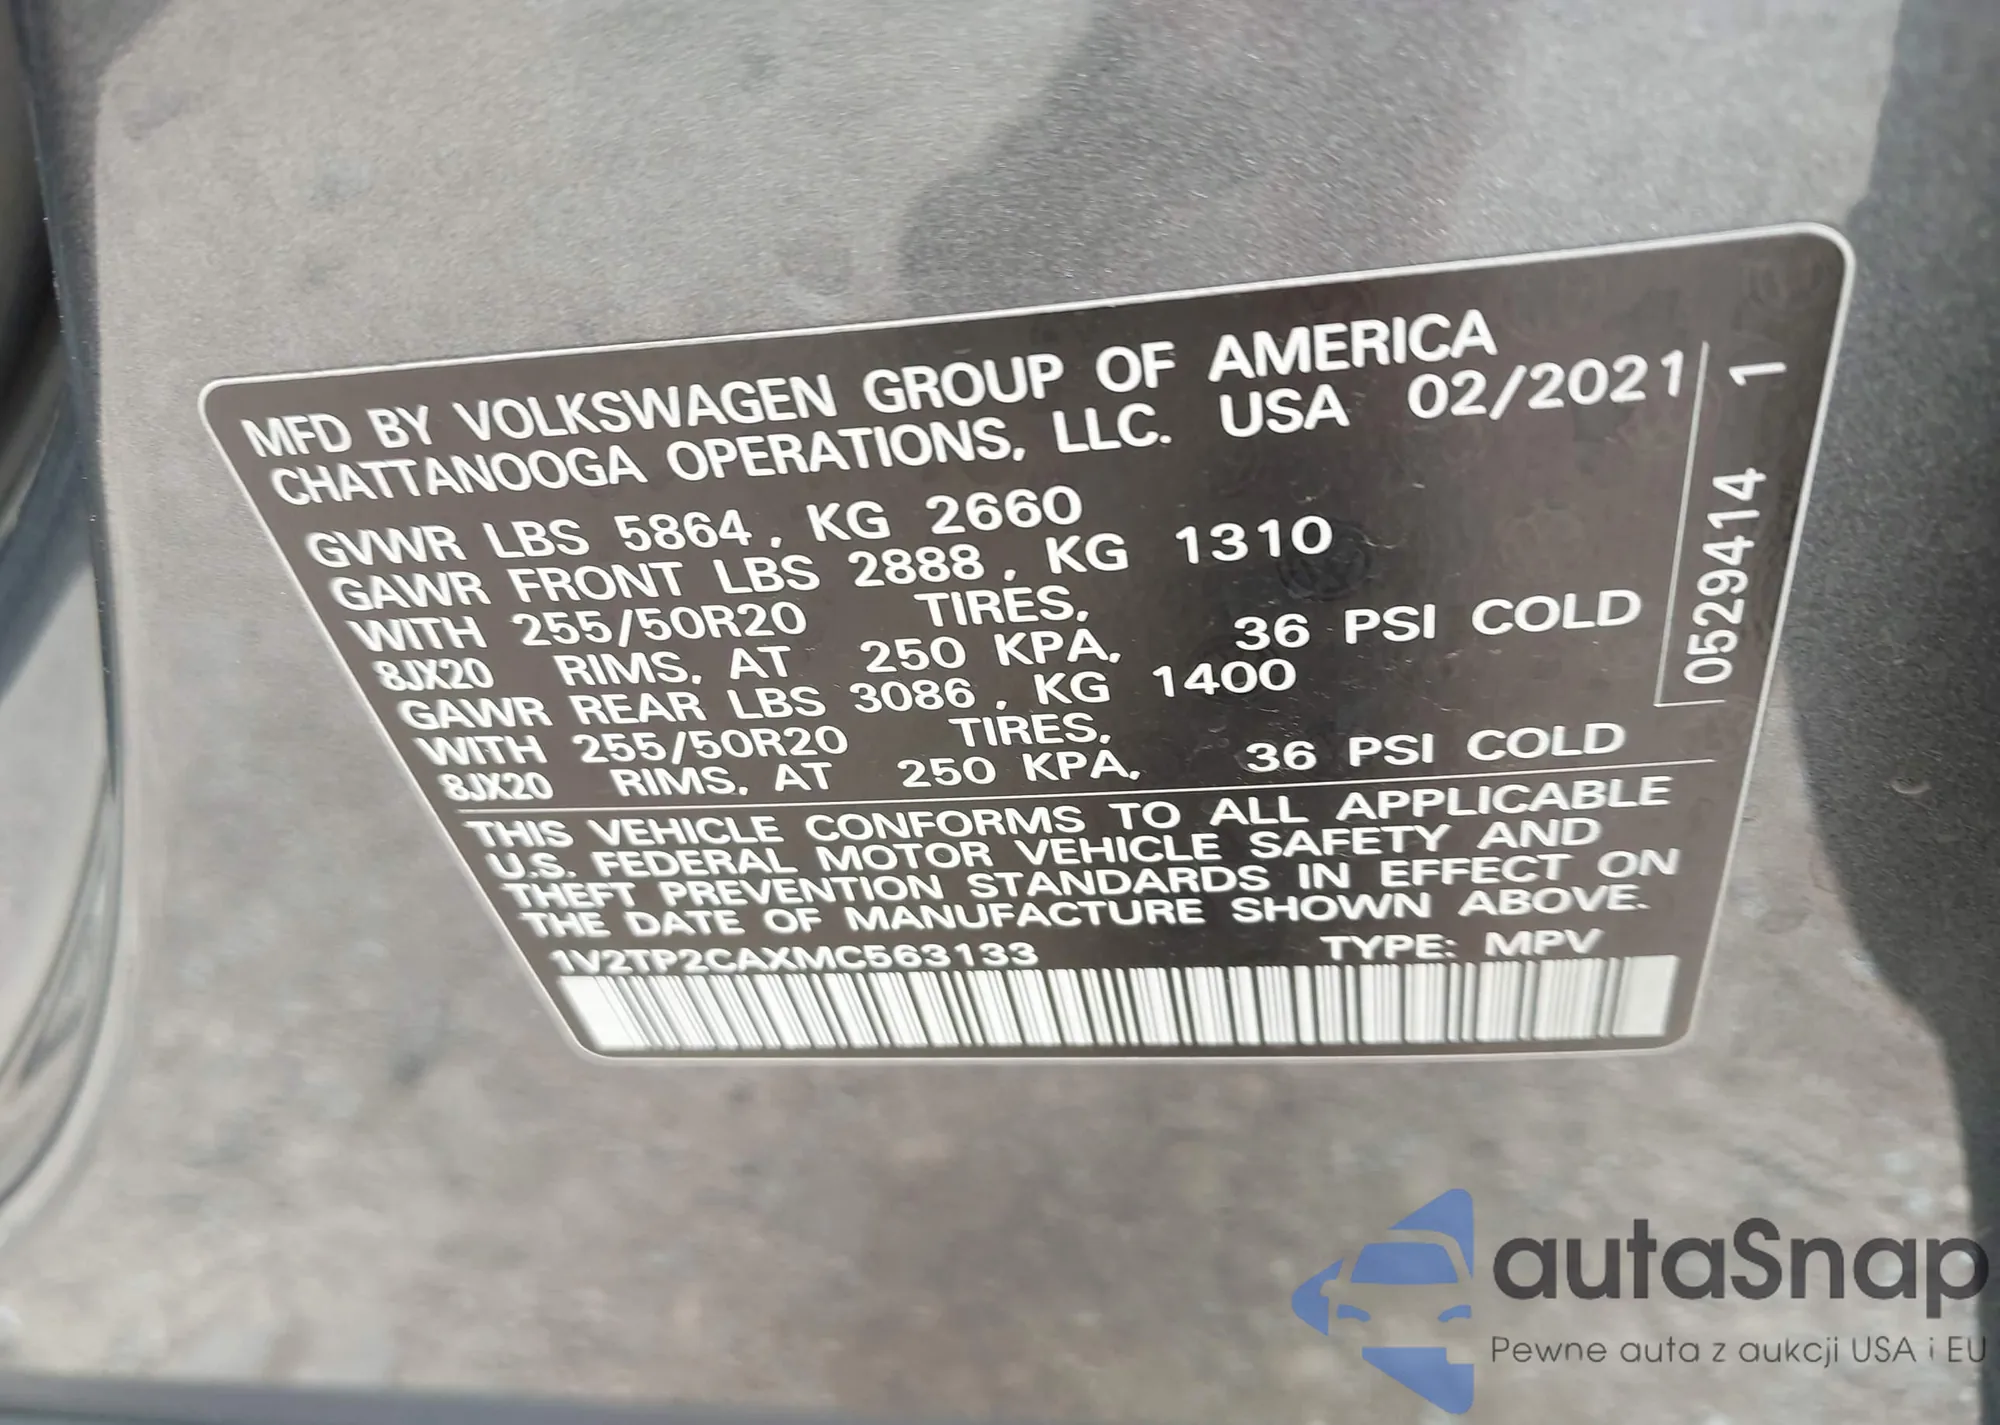 MFD BY VOLKSWAGEN GROUP OF AMERICA
CHATTANOOGA OPERATIONS, LLC. USA 02/2021
GVWR LBS 5864, KG 2660
GAWR FRONT LBS 2888, KG 1310
WITH 255/50R20 TIRES,
8JX20 RIMS, AT 250 KPA, 36 PSI COLD
GAWR REAR LBS 3086, KG 1400
WITH 255/50R20 TIRES,
8JX20 RIMS, AT 250 KPA, 36 PSI COLD
THIS VEHICLE CONFORMS TO ALL APPLICABLE
U.S. FEDERAL MOTOR VEHICLE SAFETY AND
THEFT PREVENTION STANDARDS IN EFFECT ON
THE DATE OF MANUFACTURE SHOWN ABOVE.
1V2TP2CAXMC563133 TYPE: MPV
0529414 1
autaSnap
Pewne auta z aukcji USA i EU